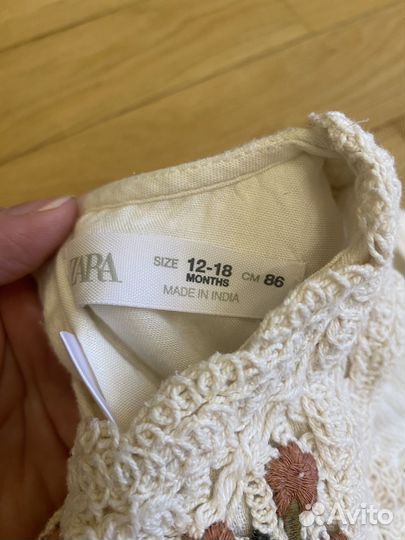 ZARA
SIZE 12-18 CM 86
MONTHS
MADE IN INDIA
Avito